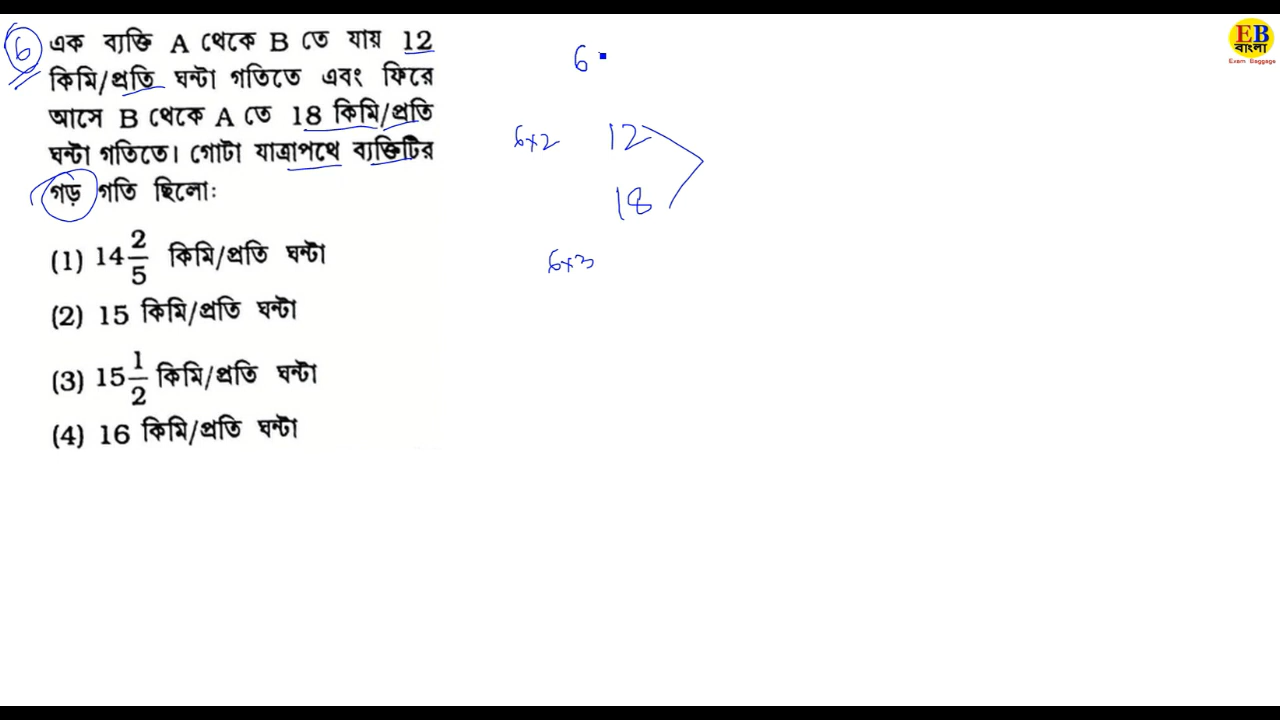 6
এক ব্যক্তি A থেকে B তে যায় 12
কিমি/প্রতি ঘন্টা গতিতে এবং ফিরে
আসে B থেকে A তে 18 কিমি/প্রতি
ঘন্টা গতিতে। গোটা যাত্রাপথে ব্যক্তিটির
গড় গতি ছিলো:
(1) 14 2/5 কিমি/প্রতি ঘন্টা
(2) 15 কিমি/প্রতি ঘন্টা
(3) 15 1/2 কিমি/প্রতি ঘন্টা
(4) 16 কিমি/প্রতি ঘন্টা
6
6×2 12
18
6×3
EB
বাংলা
Exam Baggage